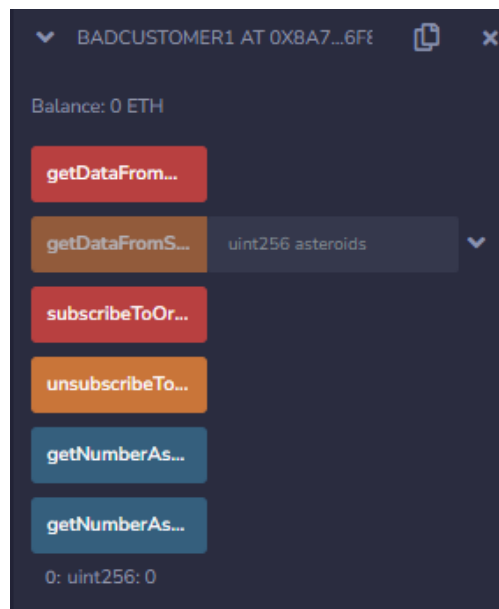 BADCUSTOMER1 AT 0X8A7...6F8
Balance: 0 ETH
getDataFrom...
getDataFromS... uint256 asteroids
subscribeToOr...
unsubscribeTo...
getNumberAs...
getNumberAs...
0: uint256: 0